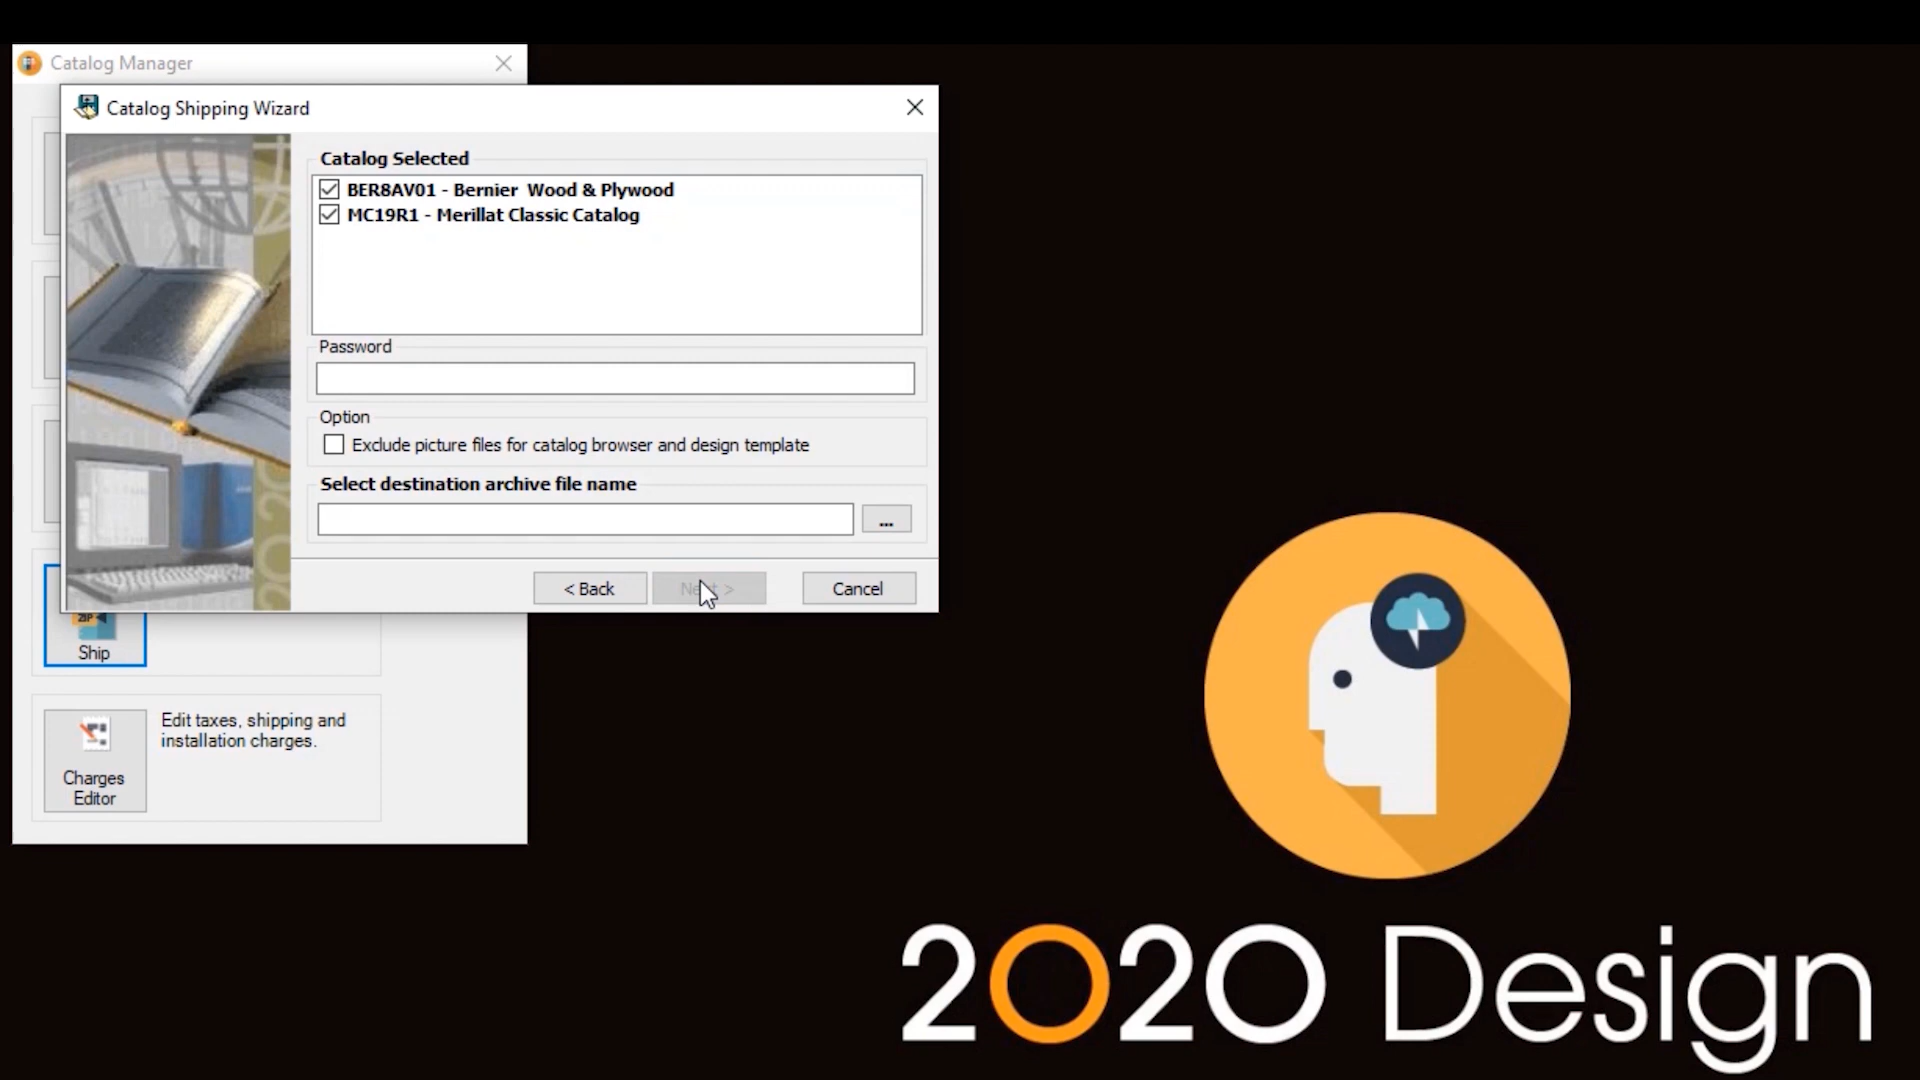 Catalog Manager
Catalog Shipping Wizard
Catalog Selected
BER8AV01 - Bernier  Wood & Plywood
MC19R1 - Merillat Classic Catalog
Password
Option
Exclude picture files for catalog browser and design template
Select destination archive file name
...
< Back
Cancel
ZIP
Ship
Edit taxes, shipping and
installation charges.
Charges
Editor
2020 Design